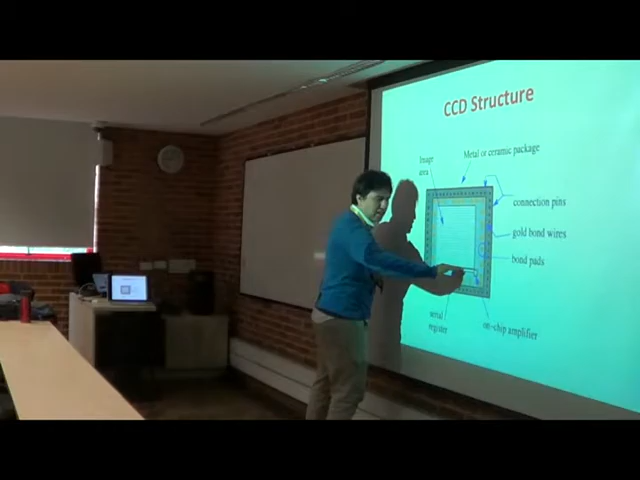 CCD Structure
Image
area
Metal or ceramic package
connection pins
gold bond wires
bond pads
serial
register
on-chip amplifier